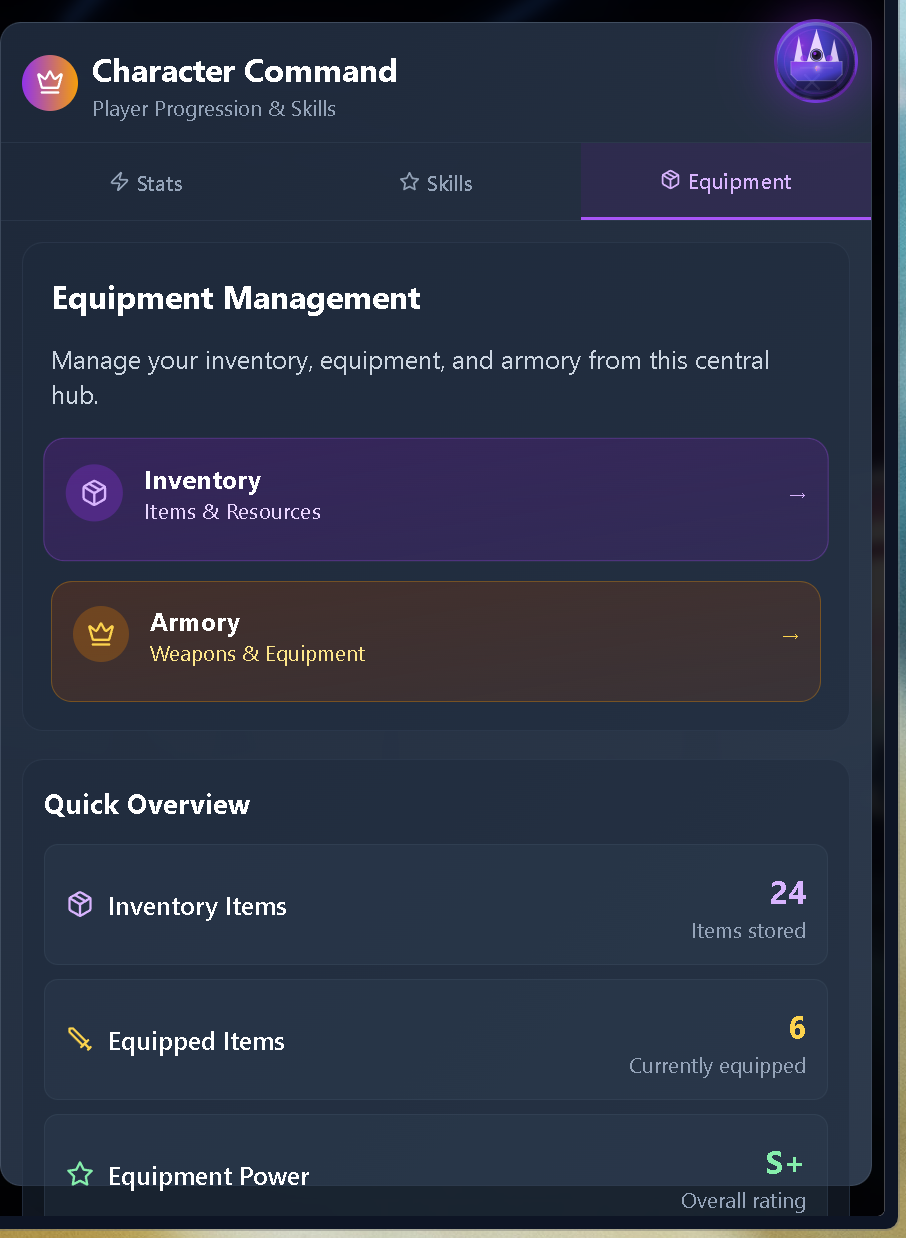 Character Command
Player Progression & Skills
Stats
Skills
Equipment
Equipment Management
Manage your inventory, equipment, and armory from this central
hub.
Inventory
Items & Resources
→
Armory
Weapons & Equipment
→
Quick Overview
Inventory Items
24
Items stored
Equipped Items
6
Currently equipped
Equipment Power
S+
Overall rating